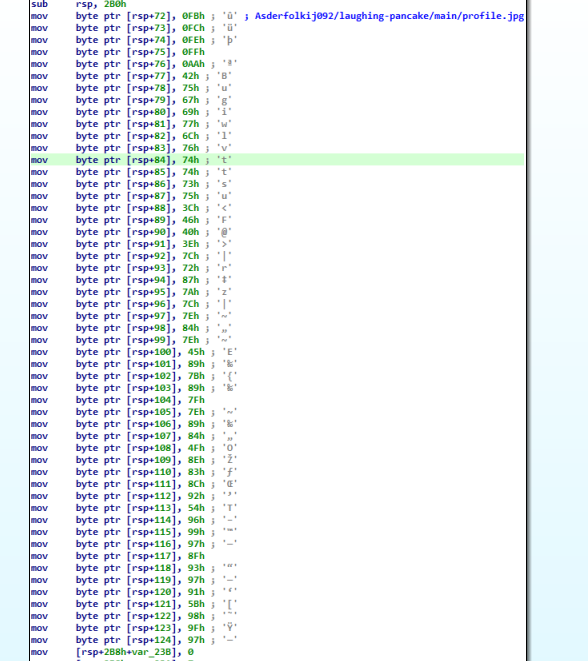 sub rsp, 2B0h
mov byte ptr [rsp+72], 0FBh ; 'û' ; Asderfolkij092/laughing-pancake/main/profile.jpg
mov byte ptr [rsp+73], 0FCh ; 'ü'
mov byte ptr [rsp+74], 0FEh ; 'þ'
mov byte ptr [rsp+75], 0FFh
mov byte ptr [rsp+76], 0AAh ; 'ª'
mov byte ptr [rsp+77], 42h ; 'B'
mov byte ptr [rsp+78], 75h ; 'u'
mov byte ptr [rsp+79], 67h ; 'g'
mov byte ptr [rsp+80], 69h ; 'i'
mov byte ptr [rsp+81], 77h ; 'w'
mov byte ptr [rsp+82], 6Ch ; 'l'
mov byte ptr [rsp+83], 76h ; 'v'
mov byte ptr [rsp+84], 74h ; 't'
mov byte ptr [rsp+85], 74h ; 't'
mov byte ptr [rsp+86], 73h ; 's'
mov byte ptr [rsp+87], 75h ; 'u'
mov byte ptr [rsp+88], 3Ch ; '<'
mov byte ptr [rsp+89], 46h ; 'F'
mov byte ptr [rsp+90], 40h ; '@'
mov byte ptr [rsp+91], 3Eh ; '>'
mov byte ptr [rsp+92], 7Ch ; '|'
mov byte ptr [rsp+93], 72h ; 'r'
mov byte ptr [rsp+94], 87h ; '‡'
mov byte ptr [rsp+95], 7Ah ; 'z'
mov byte ptr [rsp+96], 7Ch ; '|'
mov byte ptr [rsp+97], 7Eh ; '~'
mov byte ptr [rsp+98], 84h ; '„'
mov byte ptr [rsp+99], 7Eh ; '~'
mov byte ptr [rsp+100], 45h ; 'E'
mov byte ptr [rsp+101], 89h ; '‰'
mov byte ptr [rsp+102], 7Bh ; '{'
mov byte ptr [rsp+103], 89h ; '‰'
mov byte ptr [rsp+104], 7Fh
mov byte ptr [rsp+105], 7Eh ; '~'
mov byte ptr [rsp+106], 89h ; '‰'
mov byte ptr [rsp+107], 84h ; '„'
mov byte ptr [rsp+108], 4Fh ; 'O'
mov byte ptr [rsp+109], 8Eh ; 'Ž'
mov byte ptr [rsp+110], 83h ; 'ƒ'
mov byte ptr [rsp+111], 8Ch ; 'Œ'
mov byte ptr [rsp+112], 92h ; '’'
mov byte ptr [rsp+113], 54h ; 'T'
mov byte ptr [rsp+114], 96h ; '–'
mov byte ptr [rsp+115], 99h ; '™'
mov byte ptr [rsp+116], 97h ; '—'
mov byte ptr [rsp+117], 8Fh
mov byte ptr [rsp+118], 93h ; '“'
mov byte ptr [rsp+119], 97h ; '—'
mov byte ptr [rsp+120], 91h ; '‘'
mov byte ptr [rsp+121], 5Bh ; '['
mov byte ptr [rsp+122], 98h ; '˜'
mov byte ptr [rsp+123], 9Fh ; 'Ÿ'
mov byte ptr [rsp+124], 97h ; '—'
mov [rsp+2B8h+var_23B], 0